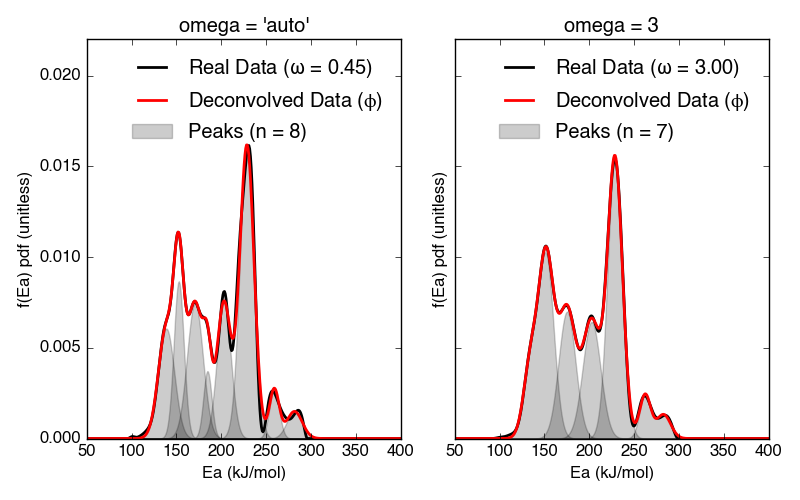 omega = 'auto'
Real Data (ω = 0.45)
Deconvolved Data (ϕ)
Peaks (n = 8)
f(Ea) pdf (unitless)
0.020
0.015
0.010
0.005
0.000
50 100 150 200 250 300 350 400
Ea (kJ/mol)
omega = 3
Real Data (ω = 3.00)
Deconvolved Data (ϕ)
Peaks (n = 7)
f(Ea) pdf (unitless)
50 100 150 200 250 300 350 400
Ea (kJ/mol)